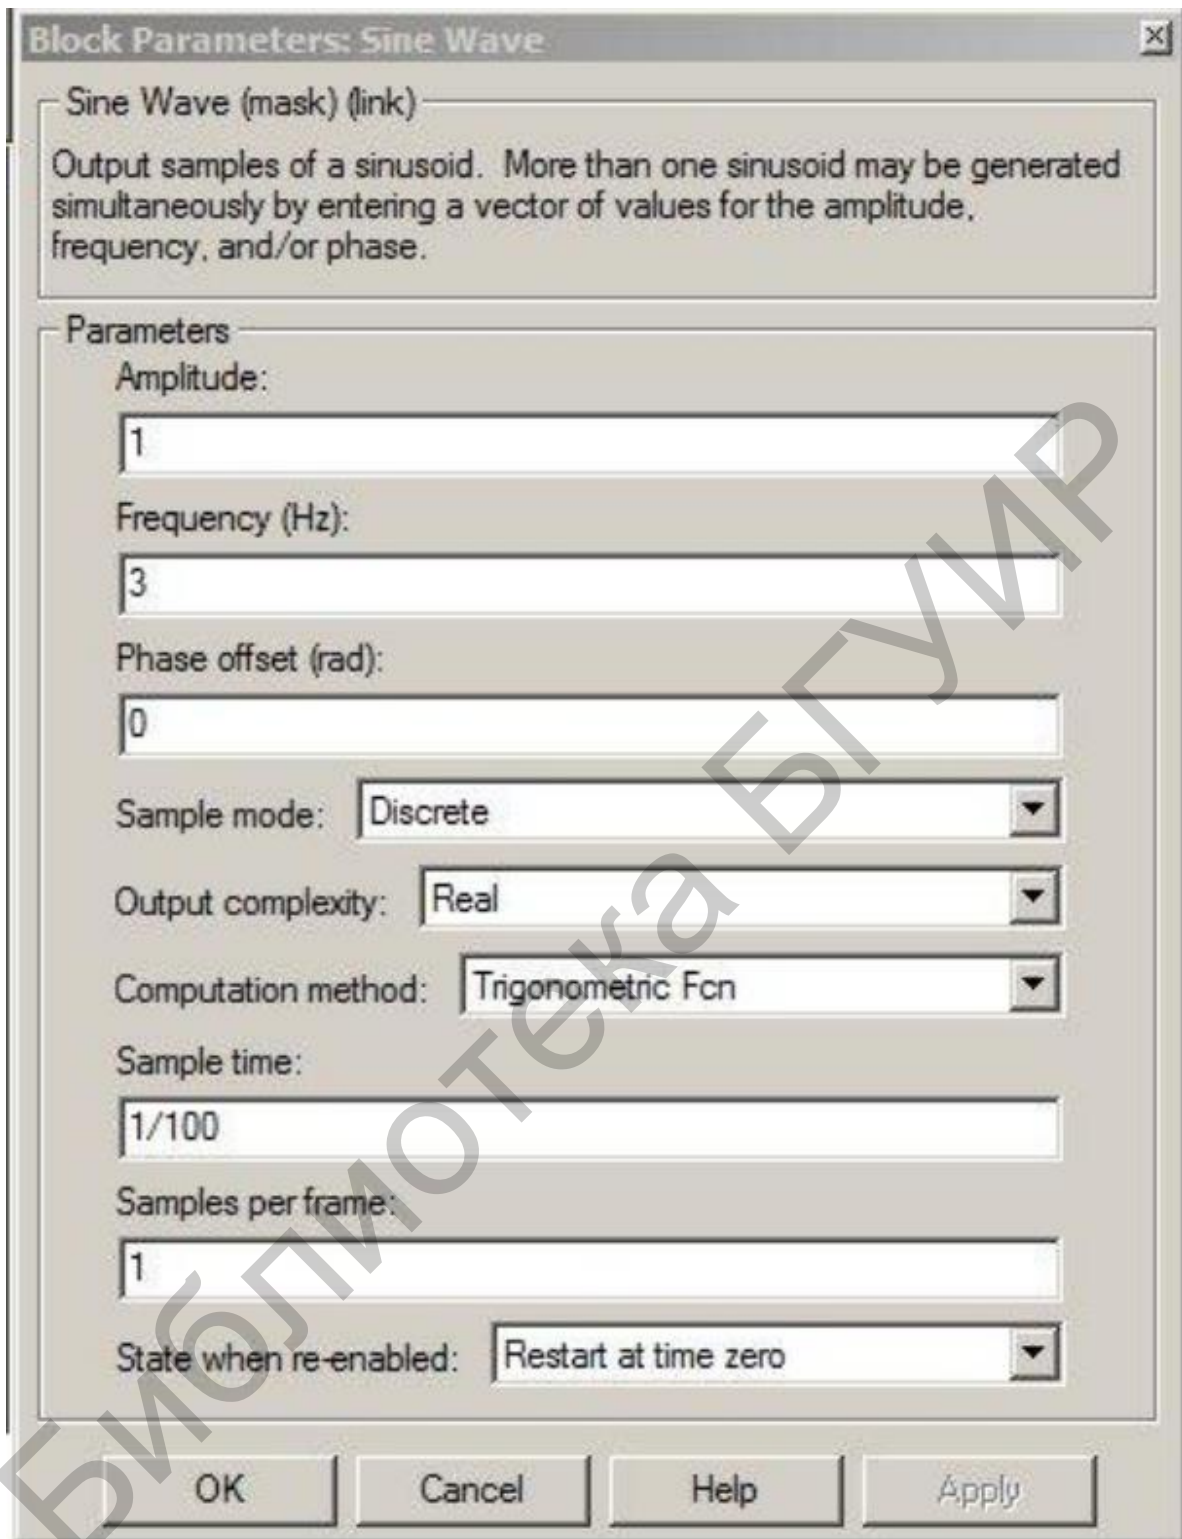 Block Parameters: Sine Wave
Sine Wave (mask) (link)
Output samples of a sinusoid.  More than one sinusoid may be generated
simultaneously by entering a vector of values for the amplitude,
frequency, and/or phase.
Parameters
Amplitude:
1
Frequency (Hz):
3
Phase offset (rad):
0
Sample mode: Discrete
Output complexity: Real
Computation method: Trigonometric Fcn
Sample time:
1/100
Samples per frame:
1
State when re-enabled: Restart at time zero
OK Cancel Help Apply
Библиотека БГУИР